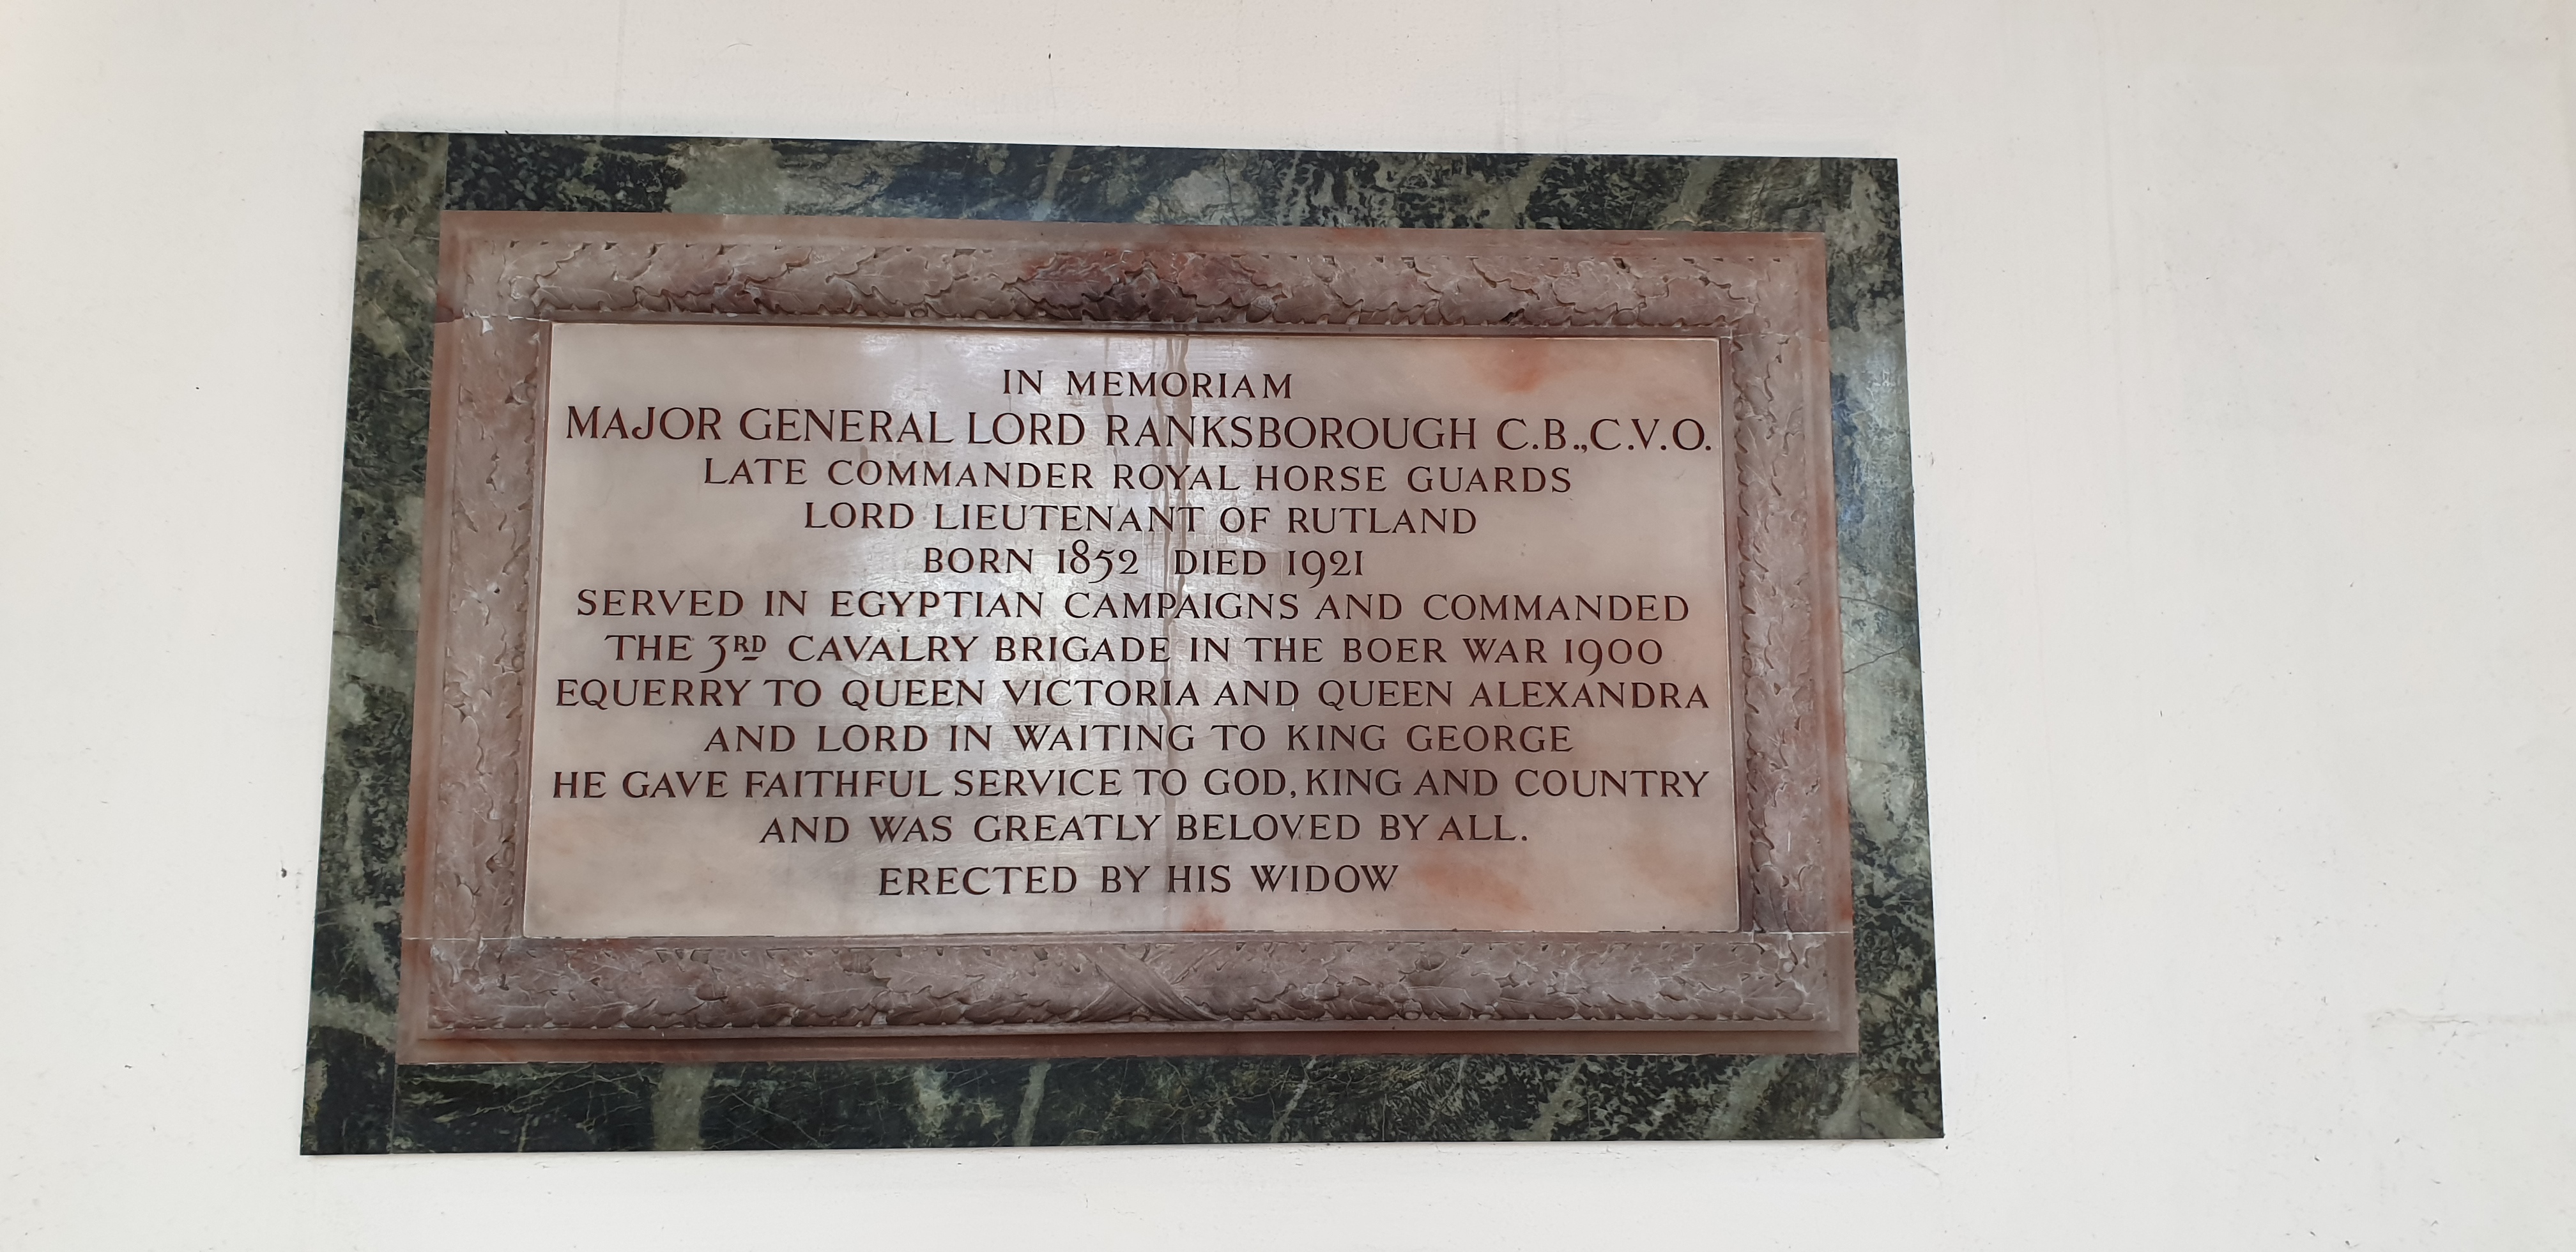 IN MEMORIAM
MAJOR GENERAL LORD RANKSBOROUGH C.B.,C.V.O.
LATE COMMANDER ROYAL HORSE GUARDS
LORD LIEUTENANT OF RUTLAND
BORN 1852 DIED 1921
SERVED IN EGYPTIAN CAMPAIGNS AND COMMANDED
THE 3RD CAVALRY BRIGADE IN THE BOER WAR 1900
EQUERRY TO QUEEN VICTORIA AND QUEEN ALEXANDRA
AND LORD IN WAITING TO KING GEORGE
HE GAVE FAITHFUL SERVICE TO GOD, KING AND COUNTRY
AND WAS GREATLY BELOVED BY ALL.
ERECTED BY HIS WIDOW